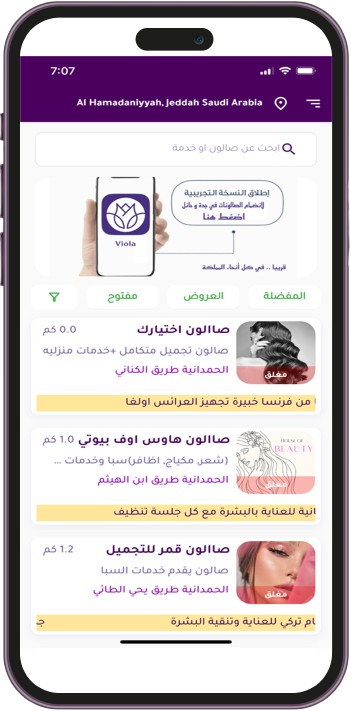 7:07
Al Hamadaniyyah, Jeddah Saudi Arabia
ابحث عن صالون او خدمة
إطلاق النسخة التجريبية
لإنضمام الصالونات في جدة و حائل
اضغط هنا
Viola
قريبا .. في كل أنحاء المملكة
المفضلة العروض مفتوح
صاالون اختيارك 0.0 كم
صالون تجميل متكامل +خدمات منزليه
الحمدانية طريق الكناني
مغلق
من فرنسا خبيرة تجهيز العرائس اولغا
صاالون هاوس اوف بيوتي 1.0 كم
HOUSE OF
BEAUTY
(شعر, مكياج, اظافر)سبا وخدمات ...
الحمدانية طريق ابن الهيثم
مغلق
انية للعناية بالبشرة مع كل جلسة تنظيف
صاالون قمر للتجميل 1.2 كم
صالون يقدم خدمات السبا
الحمدانية طريق يحي الطائي
مغلق
ام تركي للعناية وتنقية البشرة